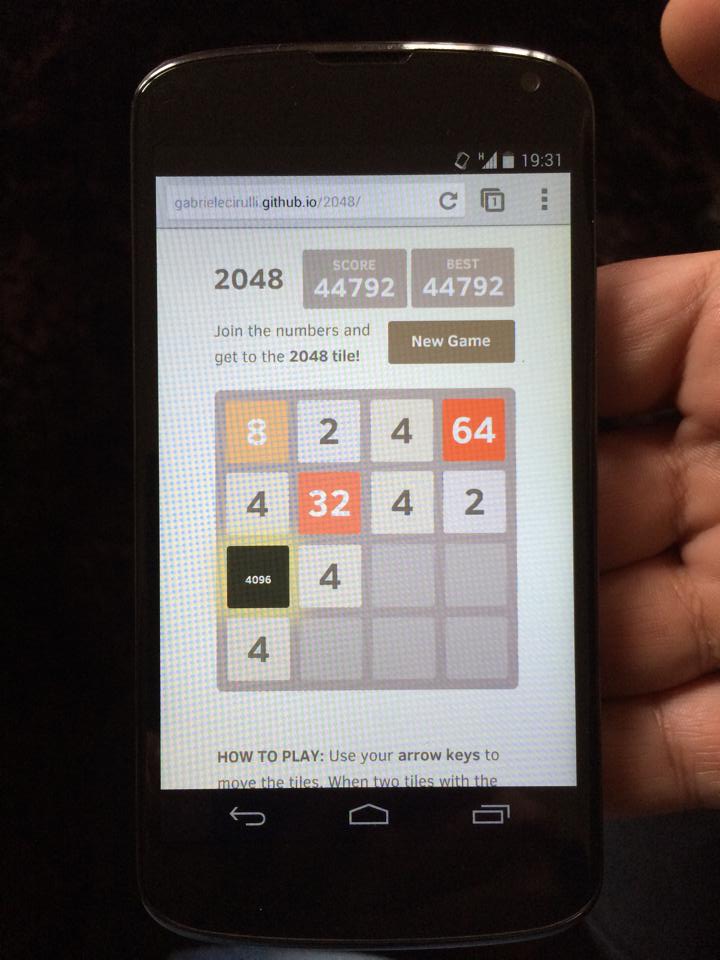 H 19:31
gabrielecirulli.github.io/2048/ 1
2048
SCORE
44792
BEST
44792
Join the numbers and
get to the 2048 tile!
New Game
8 2 4 64
4 32 4 2
4096 4
4
HOW TO PLAY: Use your arrow keys to
move the tiles. When two tiles with the